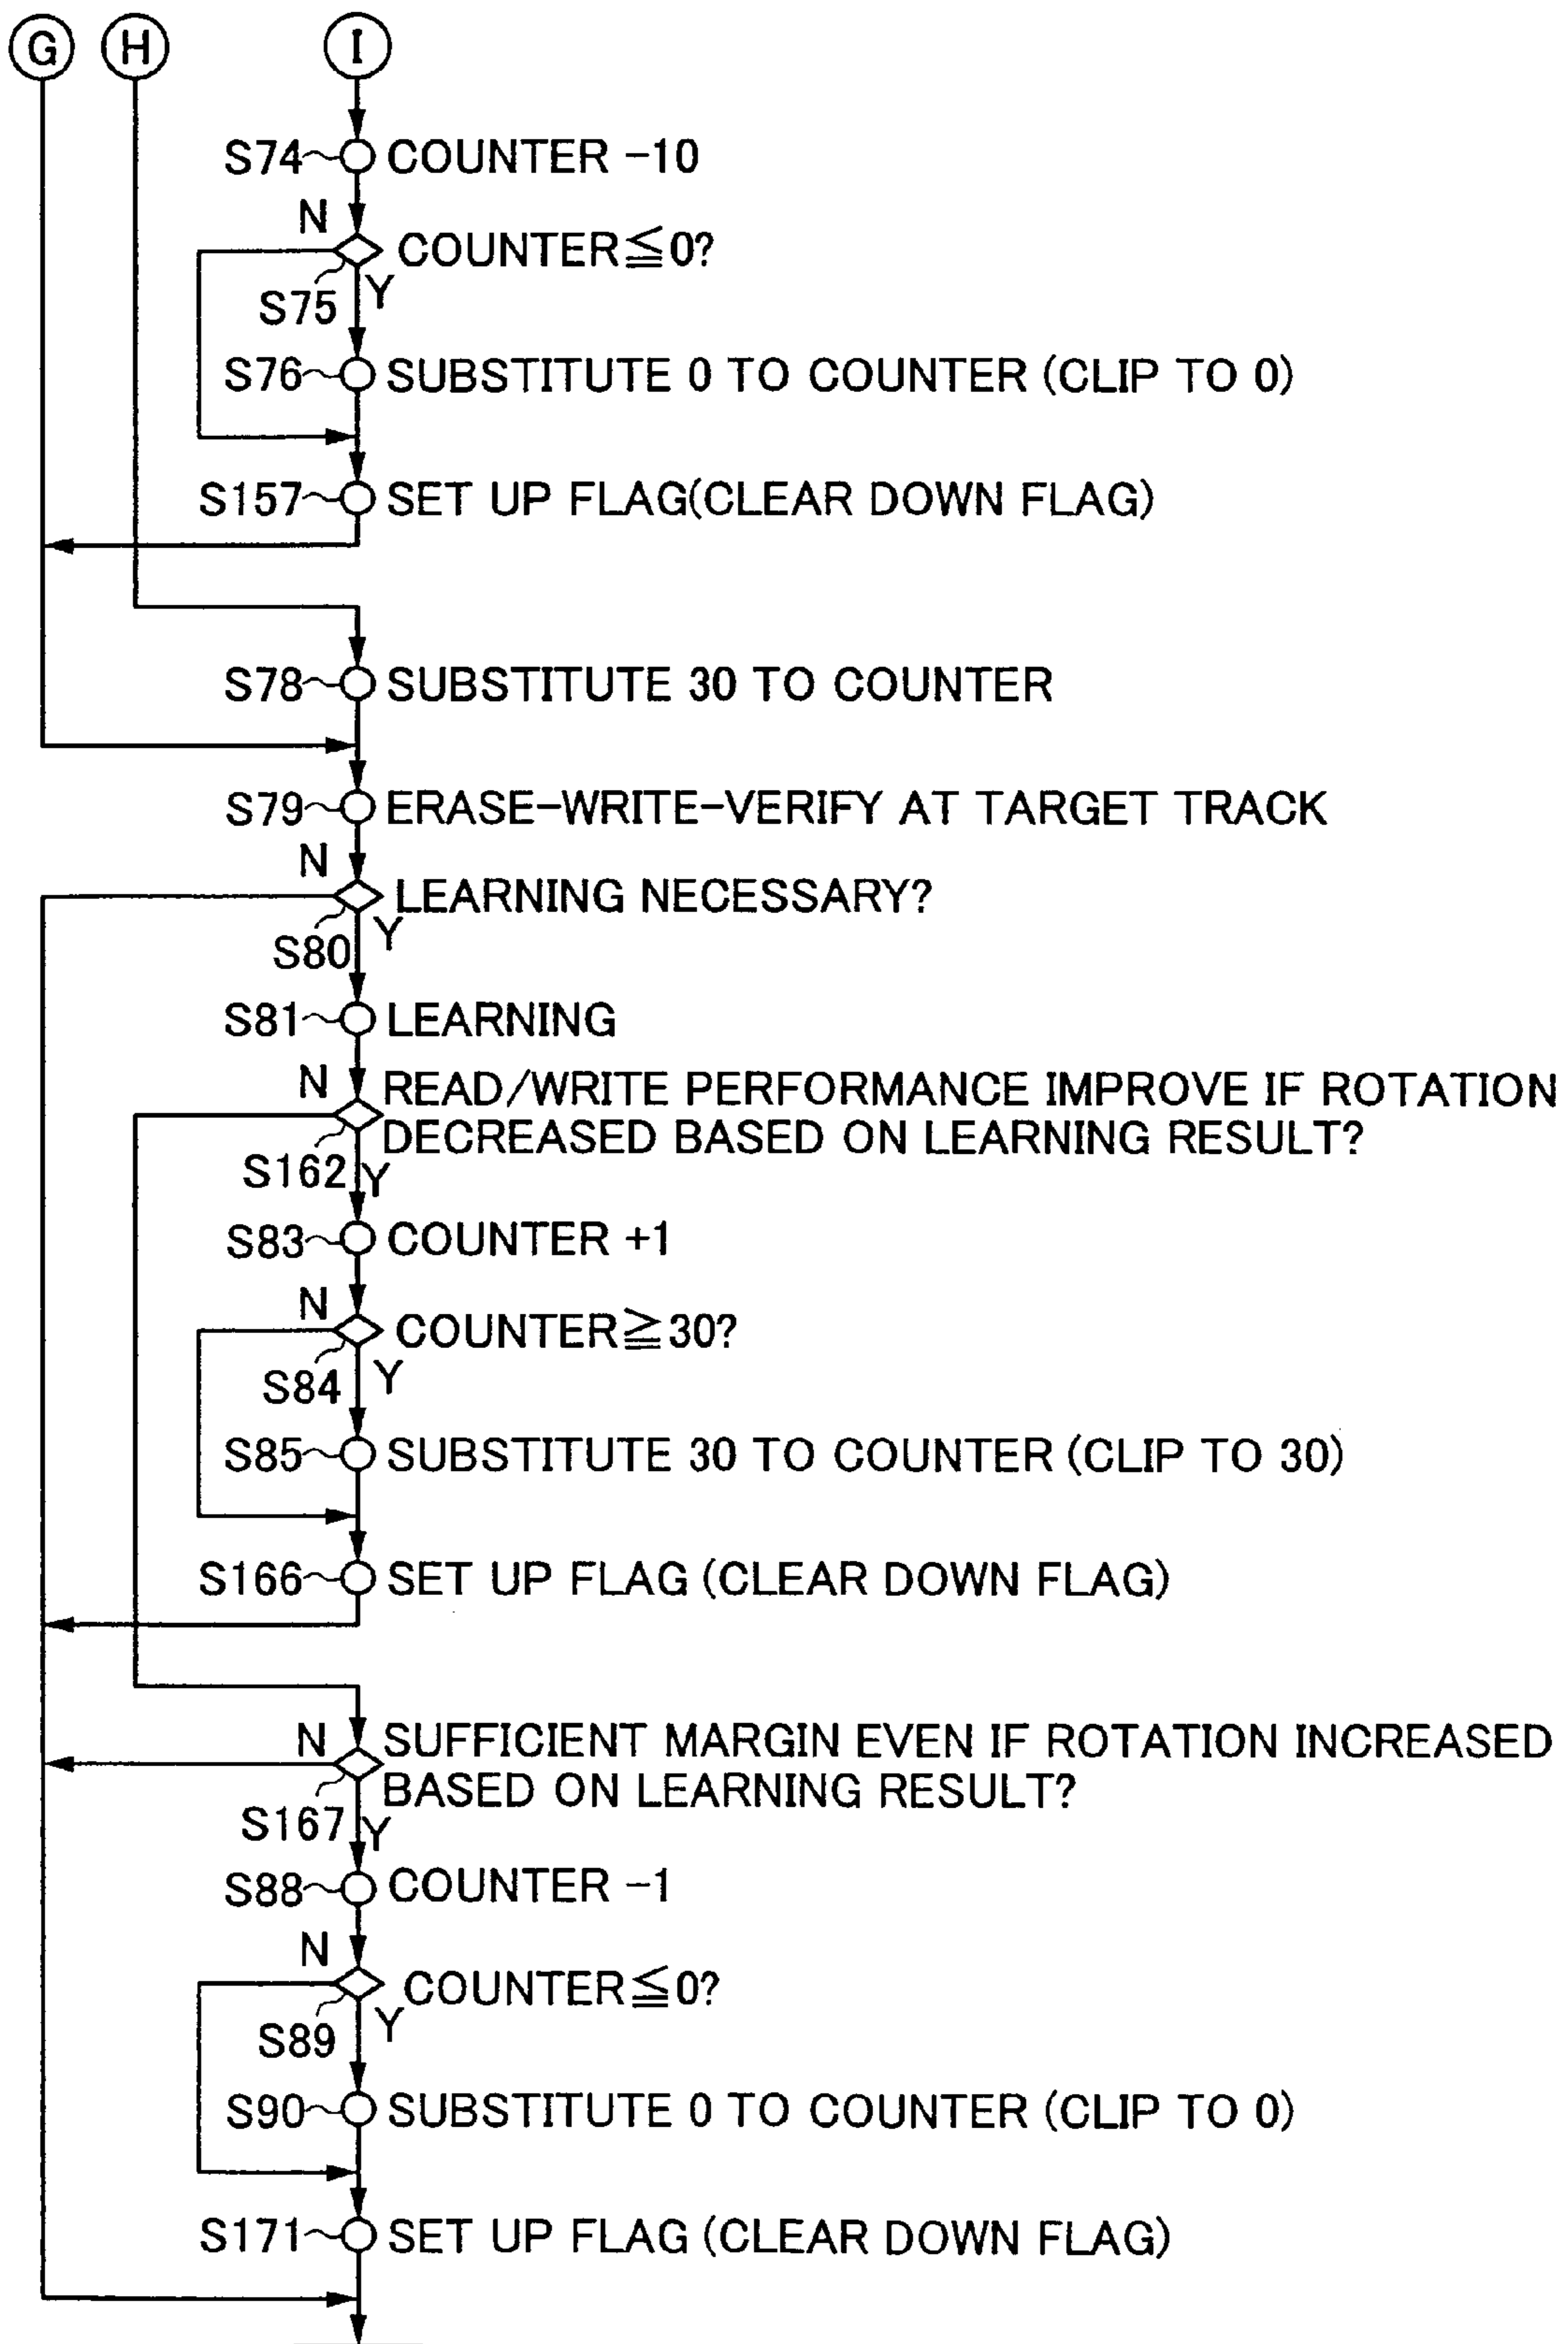 G H I
S74 COUNTER -10
N
COUNTER≦0?
S75 Y
S76 SUBSTITUTE 0 TO COUNTER (CLIP TO 0)
S157 SET UP FLAG(CLEAR DOWN FLAG)
S78 SUBSTITUTE 30 TO COUNTER
S79 ERASE-WRITE-VERIFY AT TARGET TRACK
N
LEARNING NECESSARY?
S80 Y
S81 LEARNING
N READ/WRITE PERFORMANCE IMPROVE IF ROTATION
DECREASED BASED ON LEARNING RESULT?
S162 Y
S83 COUNTER +1
N
COUNTER≧30?
S84 Y
S85 SUBSTITUTE 30 TO COUNTER (CLIP TO 30)
S166 SET UP FLAG (CLEAR DOWN FLAG)
N SUFFICIENT MARGIN EVEN IF ROTATION INCREASED
BASED ON LEARNING RESULT?
S167 Y
S88 COUNTER -1
N
COUNTER≦0?
S89 Y
S90 SUBSTITUTE 0 TO COUNTER (CLIP TO 0)
S171 SET UP FLAG (CLEAR DOWN FLAG)